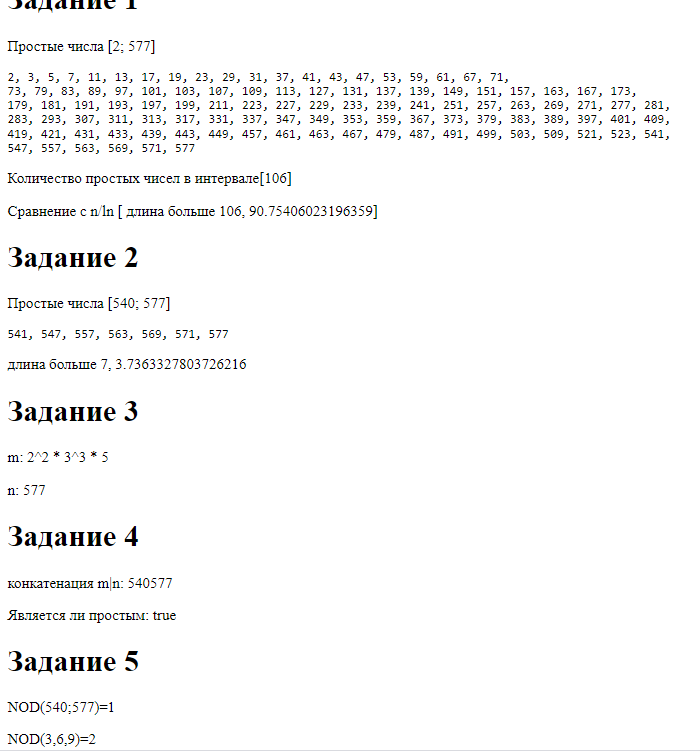 Задание 1
Простые числа [2; 577]
2, 3, 5, 7, 11, 13, 17, 19, 23, 29, 31, 37, 41, 43, 47, 53, 59, 61, 67, 71,
73, 79, 83, 89, 97, 101, 103, 107, 109, 113, 127, 131, 137, 139, 149, 151, 157, 163, 167, 173,
179, 181, 191, 193, 197, 199, 211, 223, 227, 229, 233, 239, 241, 251, 257, 263, 269, 271, 277, 281,
283, 293, 307, 311, 313, 317, 331, 337, 347, 349, 353, 359, 367, 373, 379, 383, 389, 397, 401, 409,
419, 421, 431, 433, 439, 443, 449, 457, 461, 463, 467, 479, 487, 491, 499, 503, 509, 521, 523, 541,
547, 557, 563, 569, 571, 577
Количество простых чисел в интервале[106]
Сравнение с n/ln [ длина больше 106, 90.75406023196359]
Задание 2
Простые числа [540; 577]
541, 547, 557, 563, 569, 571, 577
длина больше 7, 3.7363327803726216
Задание 3
m: 2^2 * 3^3 * 5
n: 577
Задание 4
конкатенация m|n: 540577
Является ли простым: true
Задание 5
NOD(540;577)=1
NOD(3,6,9)=2